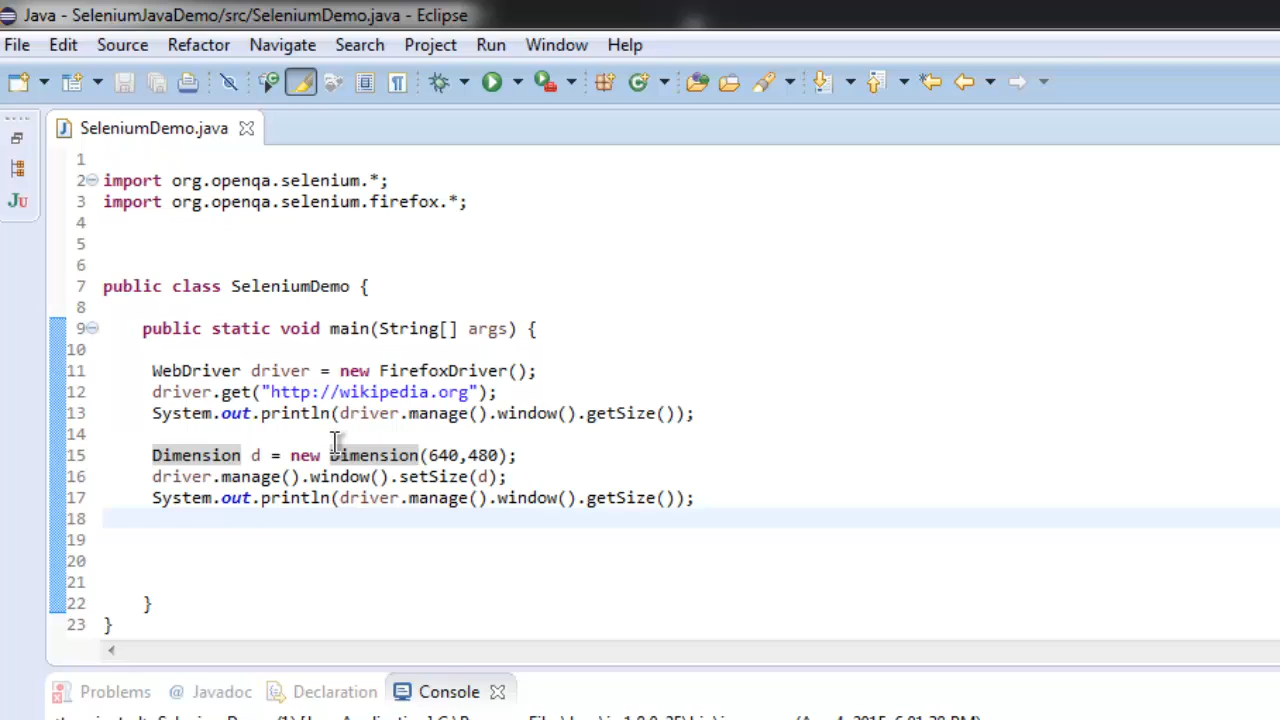 Java - SeleniumJavaDemo/src/SeleniumDemo.java - Eclipse
File Edit Source Refactor Navigate Search Project Run Window Help
SeleniumDemo.java
1
2 import org.openqa.selenium.*;
3 import org.openqa.selenium.firefox.*;
4
5
6
7 public class SeleniumDemo {
8
9 public static void main(String[] args) {
10
11 WebDriver driver = new FirefoxDriver();
12 driver.get("http://wikipedia.org");
13 System.out.println(driver.manage().window().getSize());
14
15 Dimension d = new Dimension(640,480);
16 driver.manage().window().setSize(d);
17 System.out.println(driver.manage().window().getSize());
18
19
20
21
22 }
23 }
Problems @ Javadoc Declaration Console